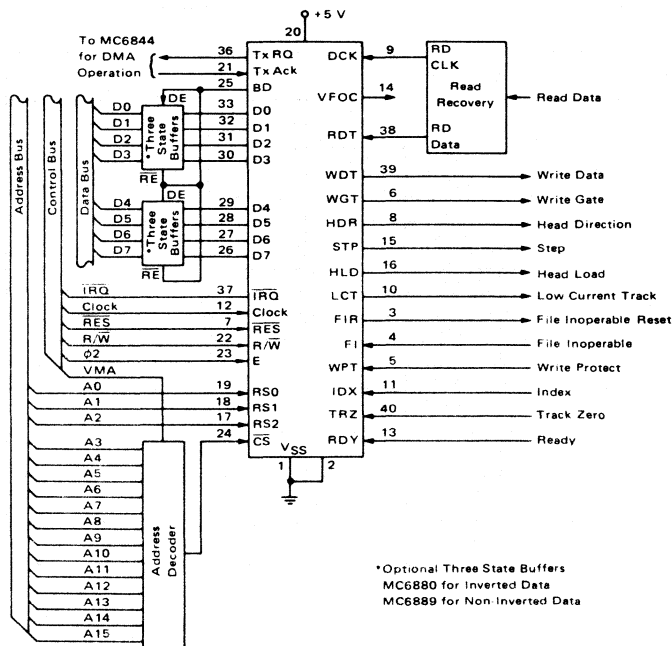 +5 V
20
To MC6844
for DMA
Operation
36
TxRQ
21
TxAck
25
BD
DCK
9
RD
CLK
VFOC
14
Read
Recovery
Read Data
RDT
38
RD
Data
Address Bus
Control Bus
Data Bus
DE
D0
D1
D2
D3
*Three
State
Buffers
RE
33
D0
32
D1
31
D2
30
D3
DE
D4
D5
D6
D7
*Three
State
Buffers
RE
29
D4
28
D5
27
D6
26
D7
WDT
39
Write Data
WGT
6
Write Gate
HDR
8
Head Direction
STP
15
Step
HLD
16
Head Load
LCT
10
Low Current Track
FIR
3
File Inoperable Reset
FI
4
File Inoperable
WPT
5
Write Protect
IDX
11
Index
TRZ
40
Track Zero
RDY
13
Ready
IRQ
37
IRQ
Clock
12
Clock
RES
7
RES
R/W
22
R/W
φ2
23
E
VMA
A0
19
RS0
A1
18
RS1
A2
17
RS2
24
CS
VSS
1
2
A3
A4
A5
A6
A7
A8
A9
A10
A11
A12
A13
A14
A15
Address
Decoder
*Optional Three State Buffers
MC6880 for Inverted Data
MC6889 for Non-Inverted Data